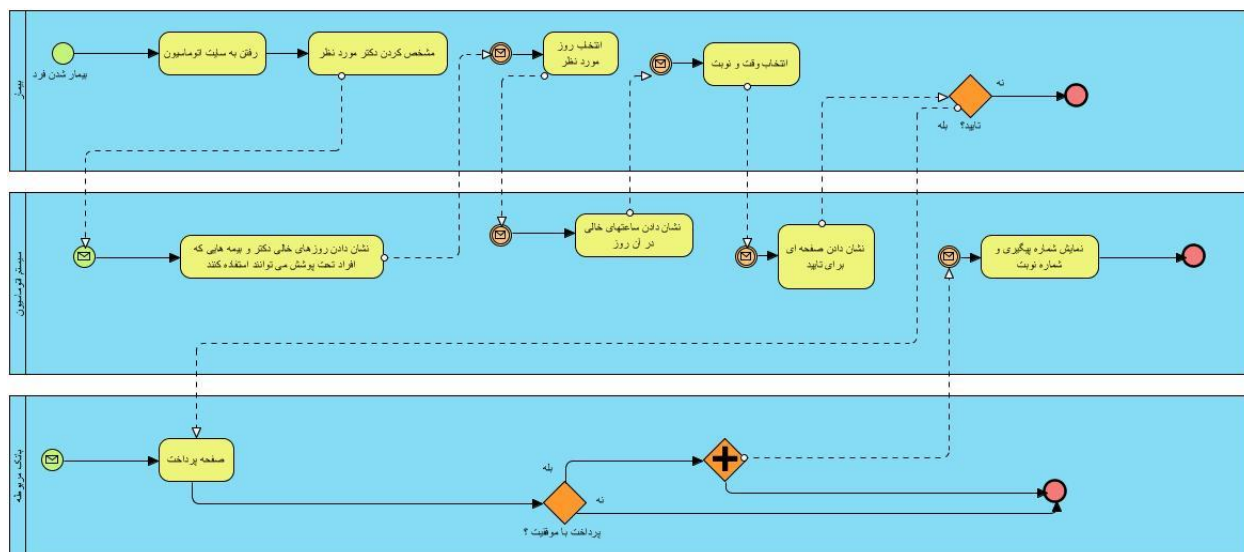 بیمار
بیمار شدن فرد
رفتن به سایت اتوماسیون
مشخص کردن دکتر مورد نظر
انتخاب روز
مورد نظر
انتخاب وقت و نوبت
تایید؟
بله
نه
سیستم اتوماسیون
نشان دادن روزهای خالی دکتر و بیمه هایی که
افراد تحت پوشش می توانند استفاده کنند
نشان دادن ساعتهای خالی
در آن روز
نشان دادن صفحه ای
برای تایید
نمایش شماره پیگیری و
شماره نوبت
بانک مربوطه
صفحه پرداخت
پرداخت با موفقیت ؟
بله
نه